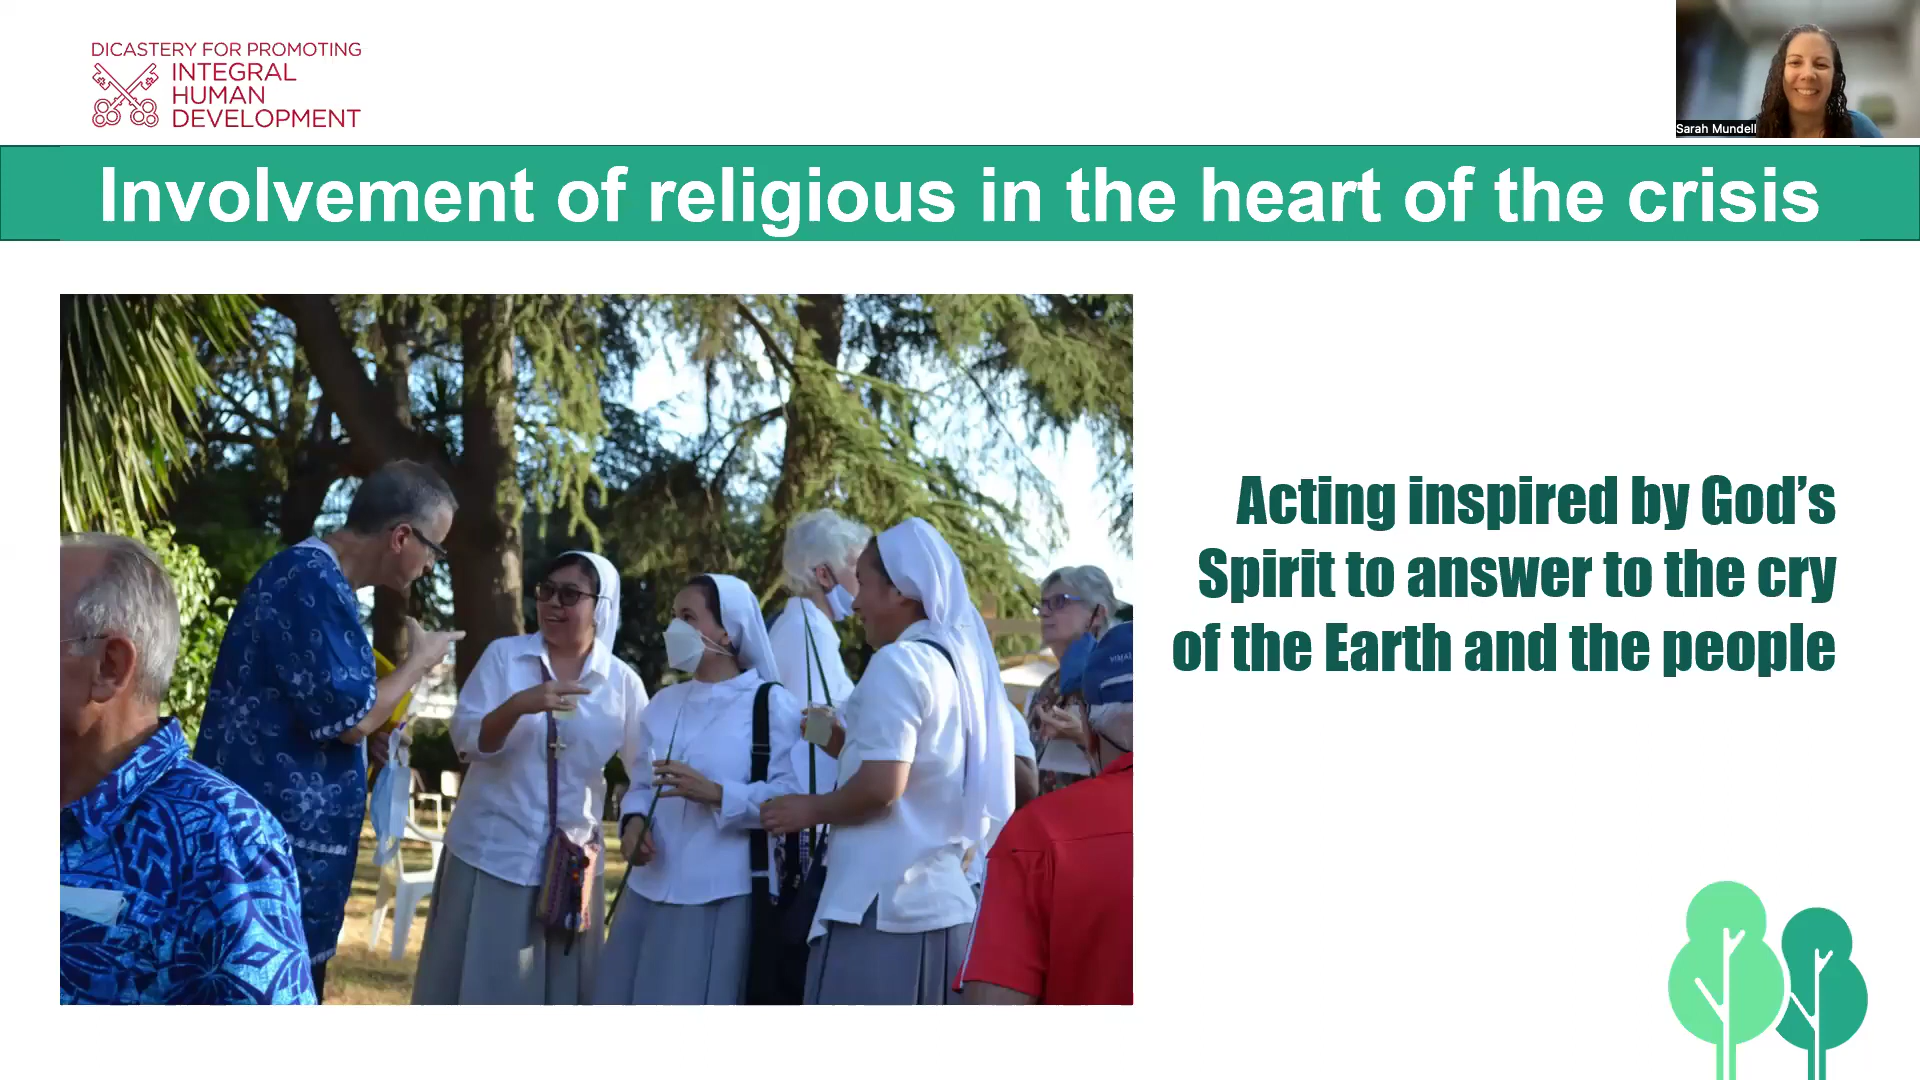 DICASTERY FOR PROMOTING
INTEGRAL
HUMAN
DEVELOPMENT
Sarah Mundell
Involvement of religious in the heart of the crisis
Acting inspired by God’s
Spirit to answer to the cry
of the Earth and the people